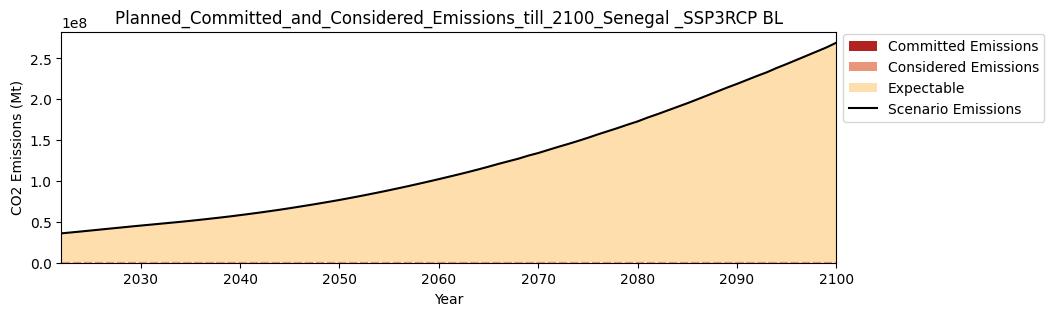 Planned_Committed_and_Considered_Emissions_till_2100_Senegal _SSP3RCP BL
1e8
2.5
2.0
1.5
1.0
0.5
0.0
CO2 Emissions (Mt)
2030 2040 2050 2060 2070 2080 2090 2100
Year
Committed Emissions
Considered Emissions
Expectable
Scenario Emissions